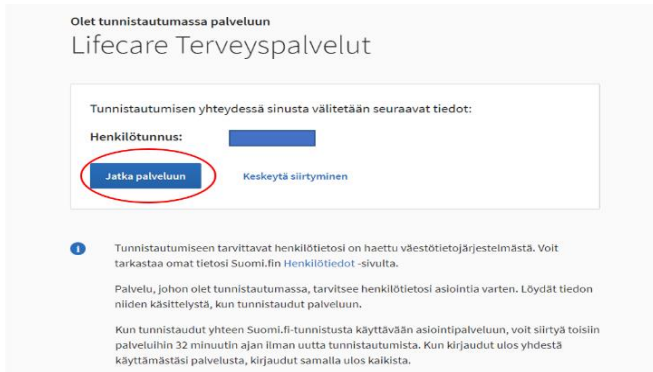 Olet tunnistautumassa palveluun
Lifecare Terveyspalvelut
Tunnistautumisen yhteydessä sinusta välitetään seuraavat tiedot:
Henkilötunnus:
Jatka palveluun Keskeytä siirtyminen
Tunnistautumiseen tarvittavat henkilötietosi on haettu väestötietojärjestelmästä. Voit
tarkastaa omat tietosi Suomi.fin Henkilötiedot -sivulta.
Palvelu, johon olet tunnistautumassa, tarvitsee henkilötietosi asiointia varten. Löydät tiedon
niiden käsittelystä, kun tunnistaudut palveluun.
Kun tunnistaudut yhteen Suomi.fi-tunnistusta käyttävään asiointipalveluun, voit siirtyä toisiin
palveluihin 32 minuutin ajan ilman uutta tunnistautumista. Kun kirjaudut ulos yhdestä
käyttämästäsi palvelusta, kirjaudut samalla ulos kaikista.